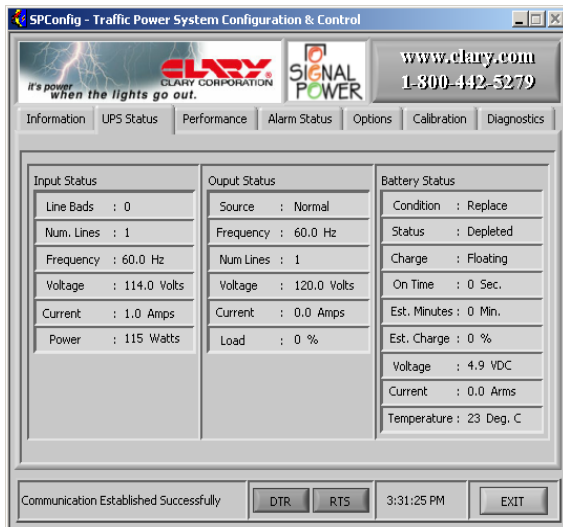 SPConfig - Traffic Power System Configuration & Control
it's power
when the lights go out.
CLARY®
CLARY CORPORATION
SIGNAL
POWER
www.clary.com
1-800-442-5279
Information UPS Status Performance Alarm Status Options Calibration Diagnostics
Input Status
Line Bads : 0
Num. Lines : 1
Frequency : 60.0 Hz
Voltage : 114.0 Volts
Current : 1.0 Amps
Power : 115 Watts
Ouput Status
Source : Normal
Frequency : 60.0 Hz
Num Lines : 1
Voltage : 120.0 Volts
Current : 0.0 Amps
Load : 0 %
Battery Status
Condition : Replace
Status : Depleted
Charge : Floating
On Time : 0 Sec.
Est. Minutes : 0 Min.
Est. Charge : 0 %
Voltage : 4.9 VDC
Current : 0.0 Arms
Temperature : 23 Deg. C
Communication Established Successfully DTR RTS 3:31:25 PM EXIT